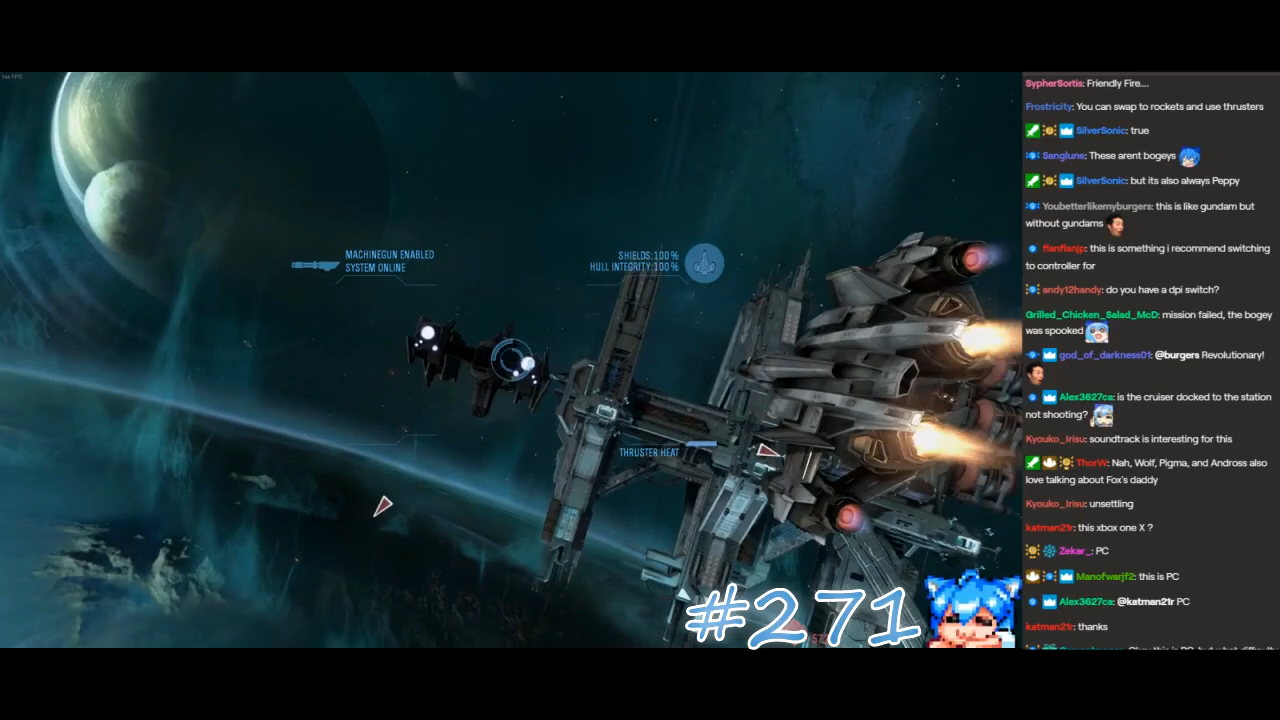 144 FPS
MACHINEGUN ENABLED
SYSTEM ONLINE
SHIELDS:100%
HULL INTEGRITY:100%
THRUSTER HEAT
#271
SypherSortis: Friendly Fire....
Frostricity: You can swap to rockets and use thrusters
SilverSonic: true
Sanglune: These arent bogeys
SilverSonic: but its also always Peppy
Youbetterlikemyburgers: this is like gundam but
without gundams
flanflanjp: this is something i recommend switching
to controller for
andy12handy: do you have a dpi switch?
Grilled_Chicken_Salad_McD: mission failed, the bogey
was spooked
god_of_darkness01: @burgers Revolutionary!
Alex3627ca: is the cruiser docked to the station
not shooting?
Kyouko_Irisu: soundtrack is interesting for this
ThorW: Nah, Wolf, Pigma, and Andross also
love talking about Fox's daddy
Kyouko_Irisu: unsettling
katman21r: this xbox one X ?
Zekar_: PC
Manofwarjf2: this is PC
Alex3627ca: @katman21r PC
katman21r: thanks